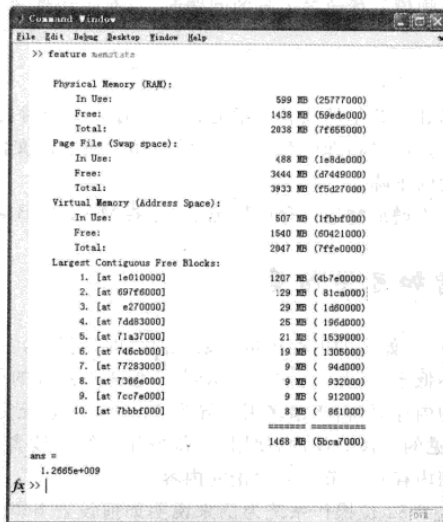 Command Window
File Edit Debug Desktop Window Help
>> feature memstats
Physical Memory (RAM):
In Use: 599 MB (25777000)
Free: 1438 MB (59ede000)
Total: 2038 MB (7f655000)
Page File (Swap space):
In Use: 488 MB (1e8de000)
Free: 3444 MB (d7449000)
Total: 3933 MB (f5d27000)
Virtual Memory (Address Space):
In Use: 507 MB (1fbbf000)
Free: 1540 MB (60421000)
Total: 2047 MB (7ffe0000)
Largest Contiguous Free Blocks:
1. [at 1e010000] 1207 MB (4b7e0000)
2. [at 697f6000] 129 MB ( 81ca000)
3. [at e270000] 29 MB ( 1d60000)
4. [at 7dd83000] 25 MB ( 196d000)
5. [at 71a37000] 21 MB ( 1539000)
6. [at 746cb000] 19 MB ( 1305000)
7. [at 77283000] 9 MB ( 94d000)
8. [at 7366e000] 9 MB ( 932000)
9. [at 7cc7e000] 9 MB ( 912000)
10. [at 7bbbf000] 8 MB ( 861000)
======= ==========
1468 MB (5bca7000)
ans =
1.2665e+009
fx >>